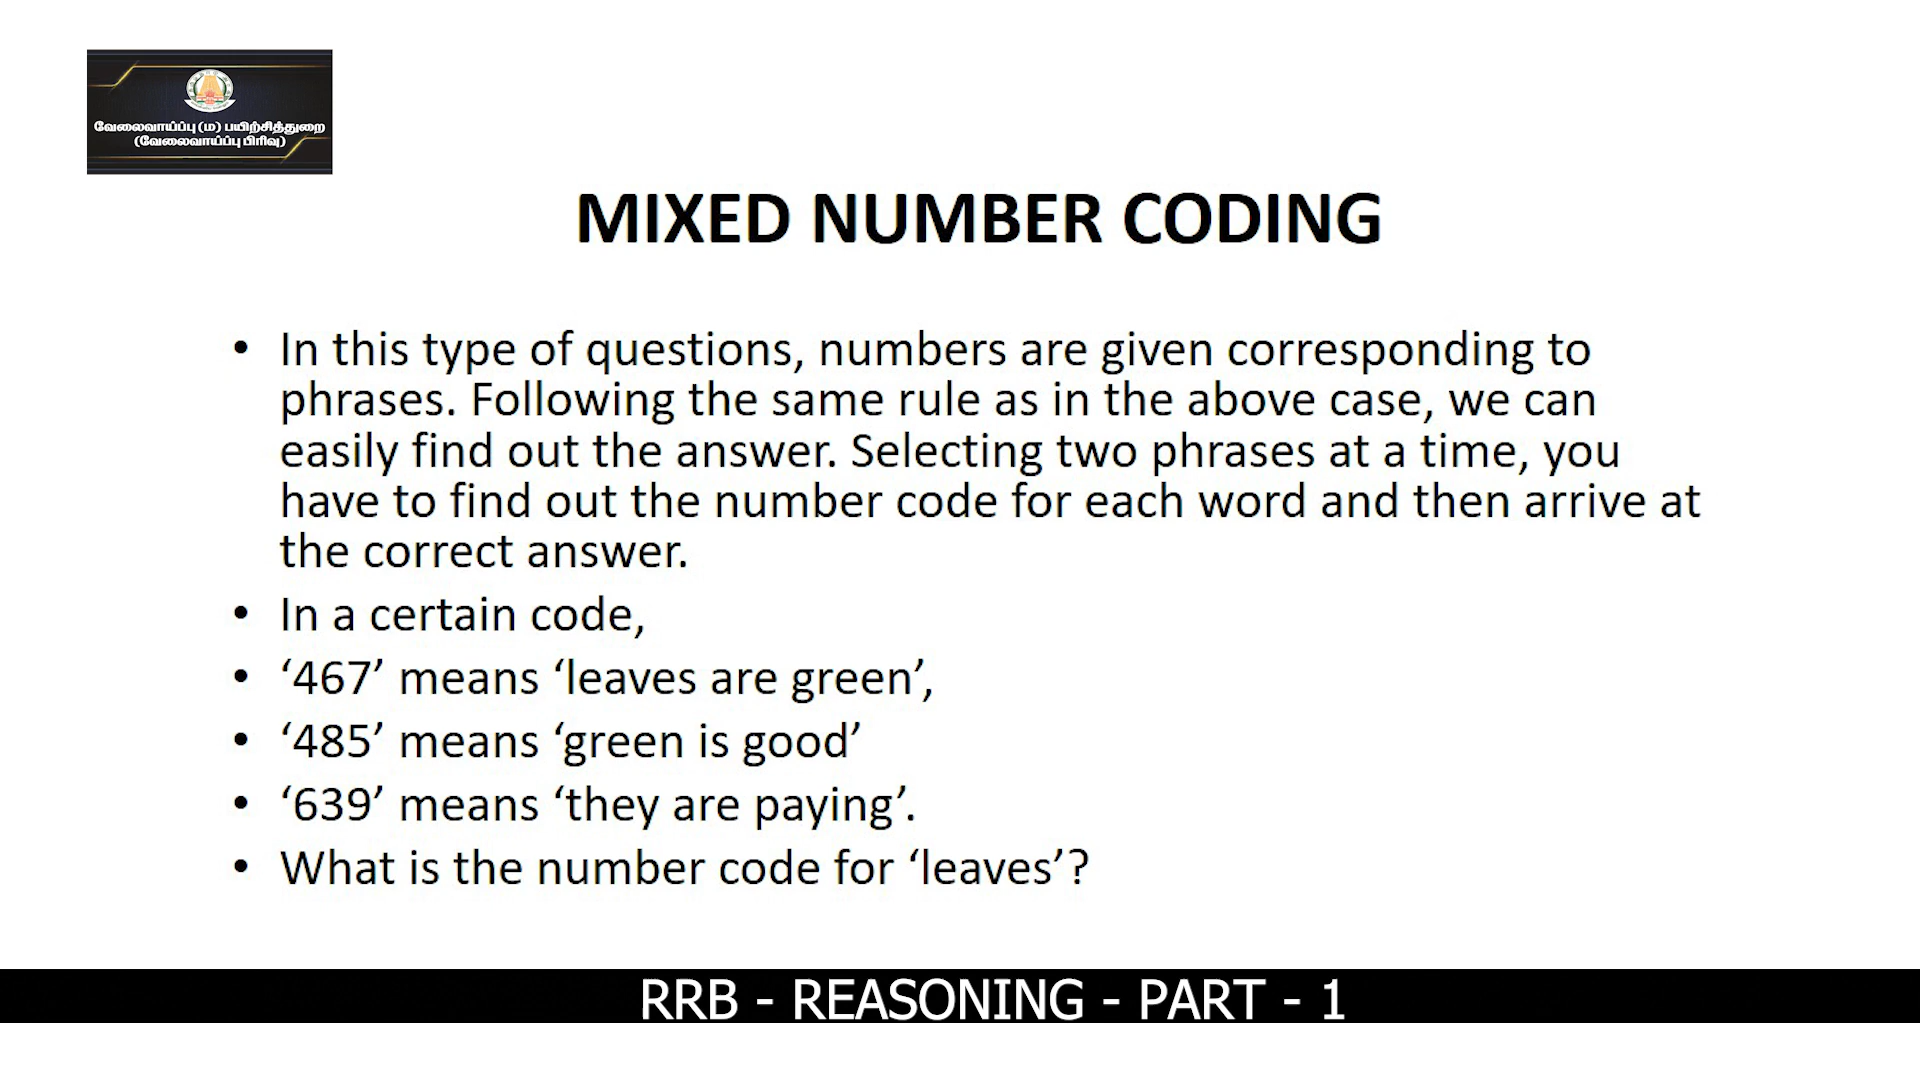 வேலைவாய்ப்பு (ம) பயிற்சித்துறை
(வேலைவாய்ப்பு பிரிவு)
MIXED NUMBER CODING
• In this type of questions, numbers are given corresponding to
phrases. Following the same rule as in the above case, we can
easily find out the answer. Selecting two phrases at a time, you
have to find out the number code for each word and then arrive at
the correct answer.
• In a certain code,
• ‘467’ means ‘leaves are green’,
• ‘485’ means ‘green is good’
• ‘639’ means ‘they are paying’.
• What is the number code for ‘leaves’?
RRB - REASONING - PART - 1